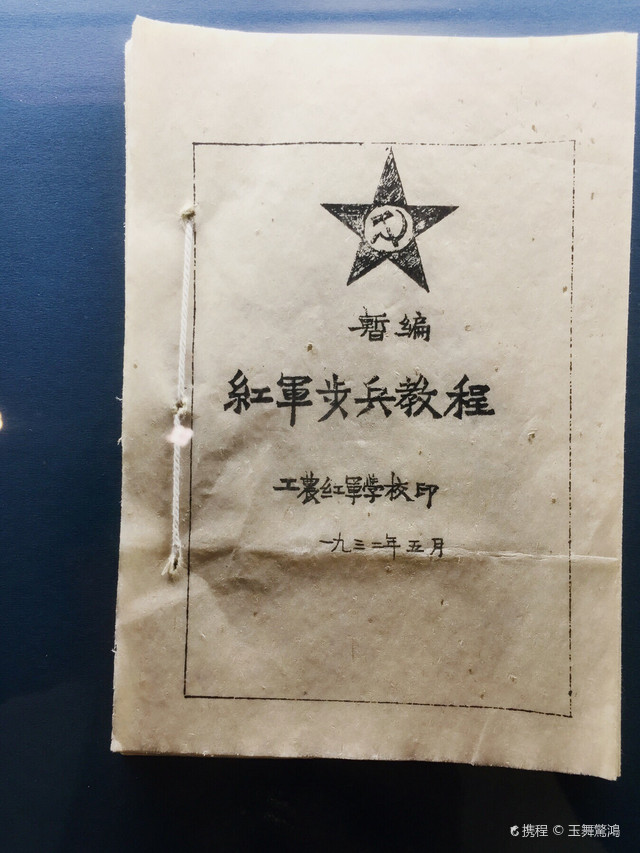 暫编
紅軍步兵教程
工農紅軍學校印
一九三二年五月
携程 © 玉舞驚鴻